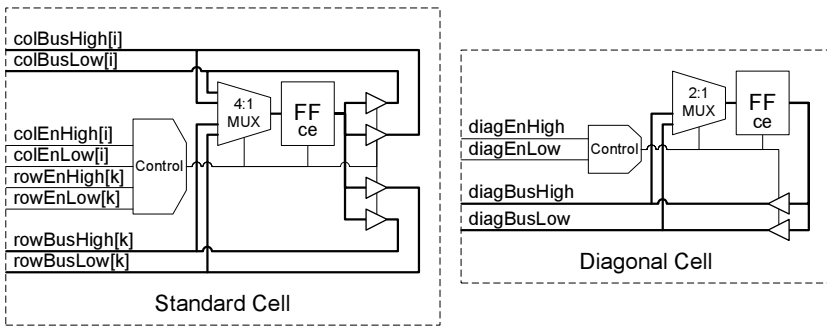 colBusHigh[i]
colBusLow[i]
colEnHigh[i]
colEnLow[i]
rowEnHigh[k]
rowEnLow[k]
rowBusHigh[k]
rowBusLow[k]
Control
4:1
MUX
FF
ce
Standard Cell
diagEnHigh
diagEnLow
diagBusHigh
diagBusLow
Control
2:1
MUX
FF
ce
Diagonal Cell